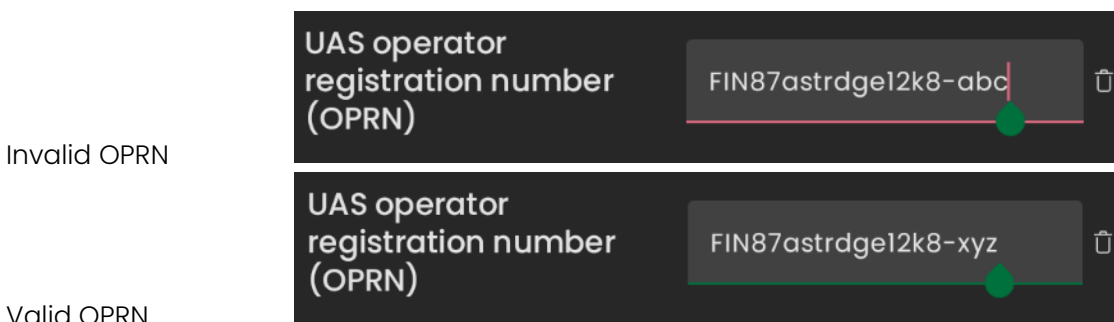 UAS operator
registration number
(OPRN)
FIN87astrdge12k8-abc
Invalid OPRN
UAS operator
registration number
(OPRN)
FIN87astrdge12k8-xyz
Valid OPRN